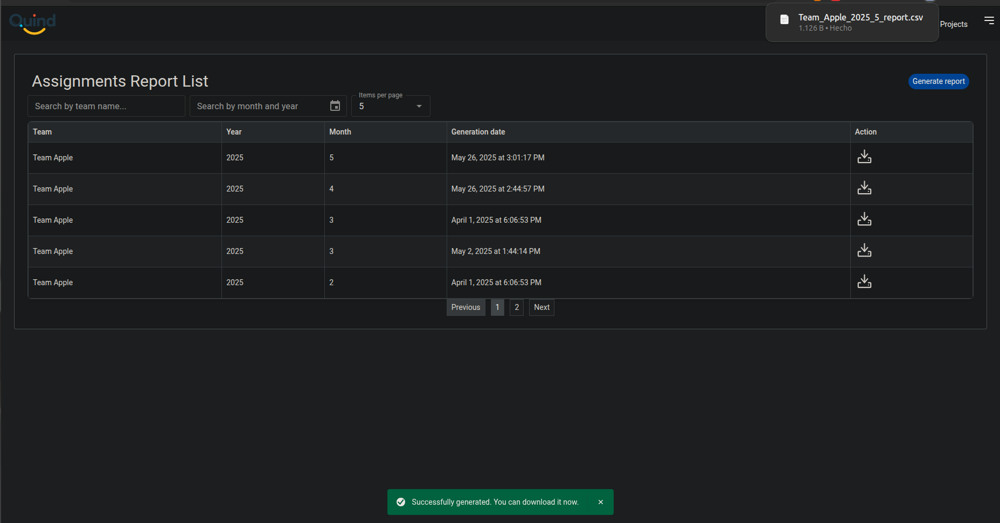 Quind
Team_Apple_2025_5_report.csv
1.126 B • Hecho
Projects
Assignments Report List
Generate report
Search by team name...
Search by month and year
Items per page
5
Team Year Month Generation date Action
Team Apple 2025 5 May 26, 2025 at 3:01:17 PM
Team Apple 2025 4 May 26, 2025 at 2:44:57 PM
Team Apple 2025 3 April 1, 2025 at 6:06:53 PM
Team Apple 2025 3 May 2, 2025 at 1:44:14 PM
Team Apple 2025 2 April 1, 2025 at 6:06:53 PM
Previous 1 2 Next
Successfully generated. You can download it now.